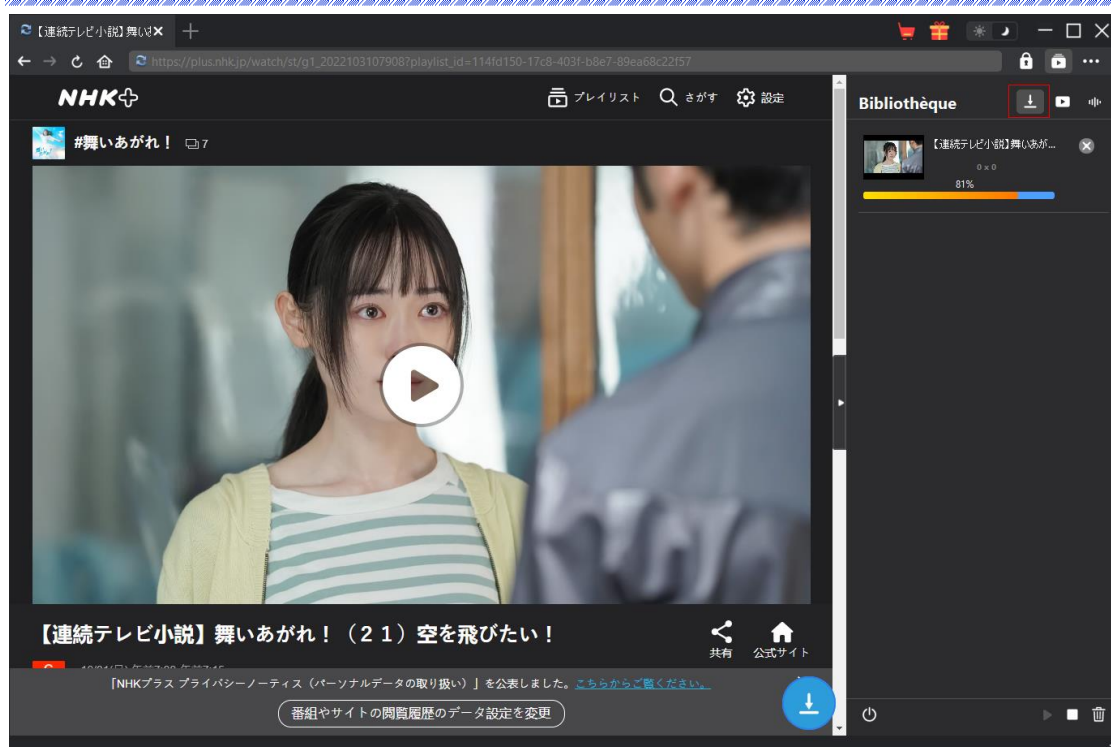 【連続テレビ小説】舞い
https://plus.nhk.jp/watch/st/g1_2022103107908?playlist_id=114fd150-17c8-403f-b8e7-89ea68c22f57
NHK+
プレイリスト
さがす
設定
#舞いあがれ！
7
【連続テレビ小説】舞いあがれ！（２１）空を飛びたい！
共有
公式サイト
「NHKプラス プライバシーノーティス（パーソナルデータの取り扱い）」を公表しました。こちらからご覧ください。
番組やサイトの閲覧履歴のデータ設定を変更
Bibliothèque
【連続テレビ小説】舞いあが...
0 x 0
81%